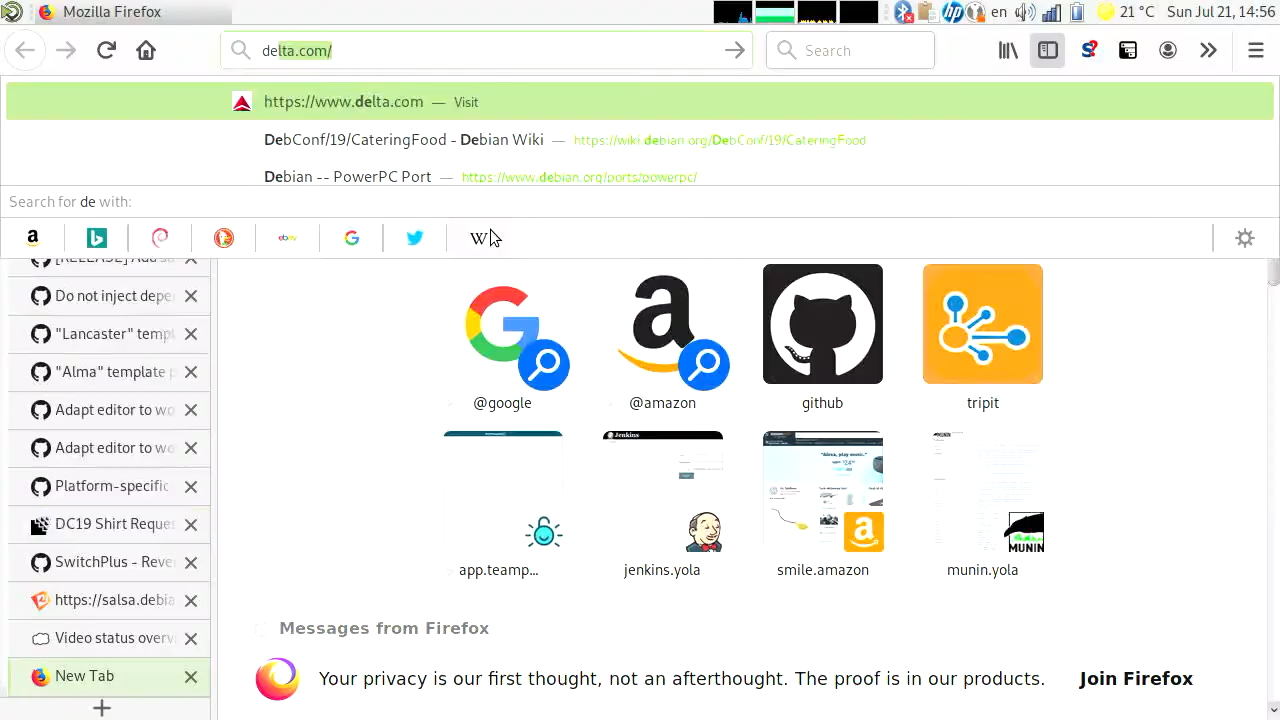 Mozilla Firefox
en
21 °C
Sun Jul 21, 14:56
delta.com/
Search
https://www.delta.com — Visit
DebConf/19/CateringFood - Debian Wiki — https://wiki.debian.org/DebConf/19/CateringFood
Debian -- PowerPC Port — https://www.debian.org/ports/powerpc/
Search for de with:
ebay
W
Do not inject depe
"Lancaster" templ
"Alma" template p
Adapt editor to wo
Adapt editor to wo
Platform-specific
DC19 Shirt Reques
SwitchPlus - Reve
https://salsa.debia
Video status overv
New Tab
@google
@amazon
github
tripit
Jenkins
MUNIN
app.teamp...
jenkins.yola
smile.amazon
munin.yola
Messages from Firefox
Your privacy is our first thought, not an afterthought. The proof is in our products.
Join Firefox